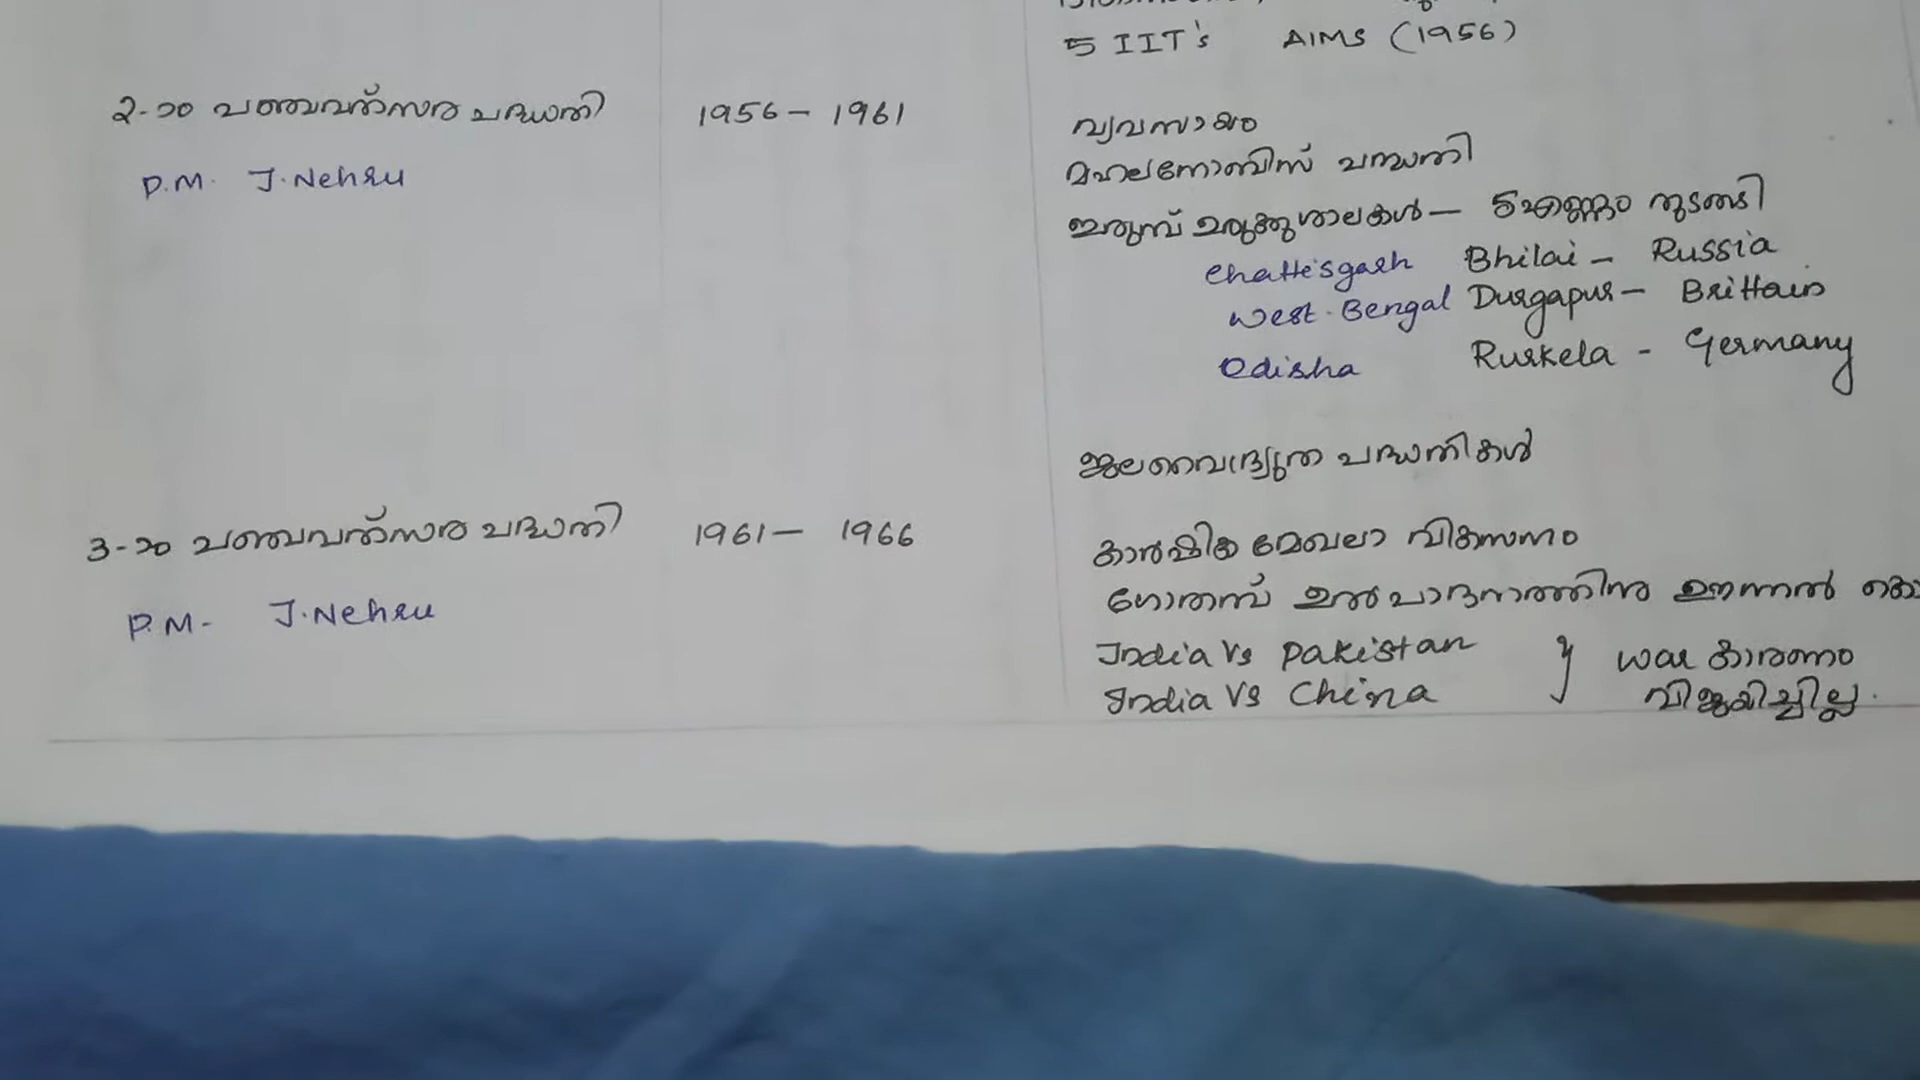 5 IIT's AIMS (1956)
2-ാം പഞ്ചവത്സര പദ്ധതി 1956 - 1961 വ്യവസായം
P.M. J.Nehru മഹലനോബിസ് പദ്ധതി
ഇരുമ്പ് ഉരുക്കുശാലകൾ - 5 എണ്ണം തുടങ്ങി
Chattisgarh Bhilai - Russia
West Bengal Durgapur - Brittain
Odisha Rurkela - Germany
ജലവൈദ്യുത പദ്ധതികൾ
3-ാം പഞ്ചവത്സര പദ്ധതി 1961 - 1966 കാർഷിക മേഖലാ വികസനം
ഗോതമ്പ് ഉൽപാദനത്തിനു ഊന്നൽ
P.M. J.Nehru India Vs Pakistan } war കാരണം
India Vs China വിജയിച്ചില്ല.